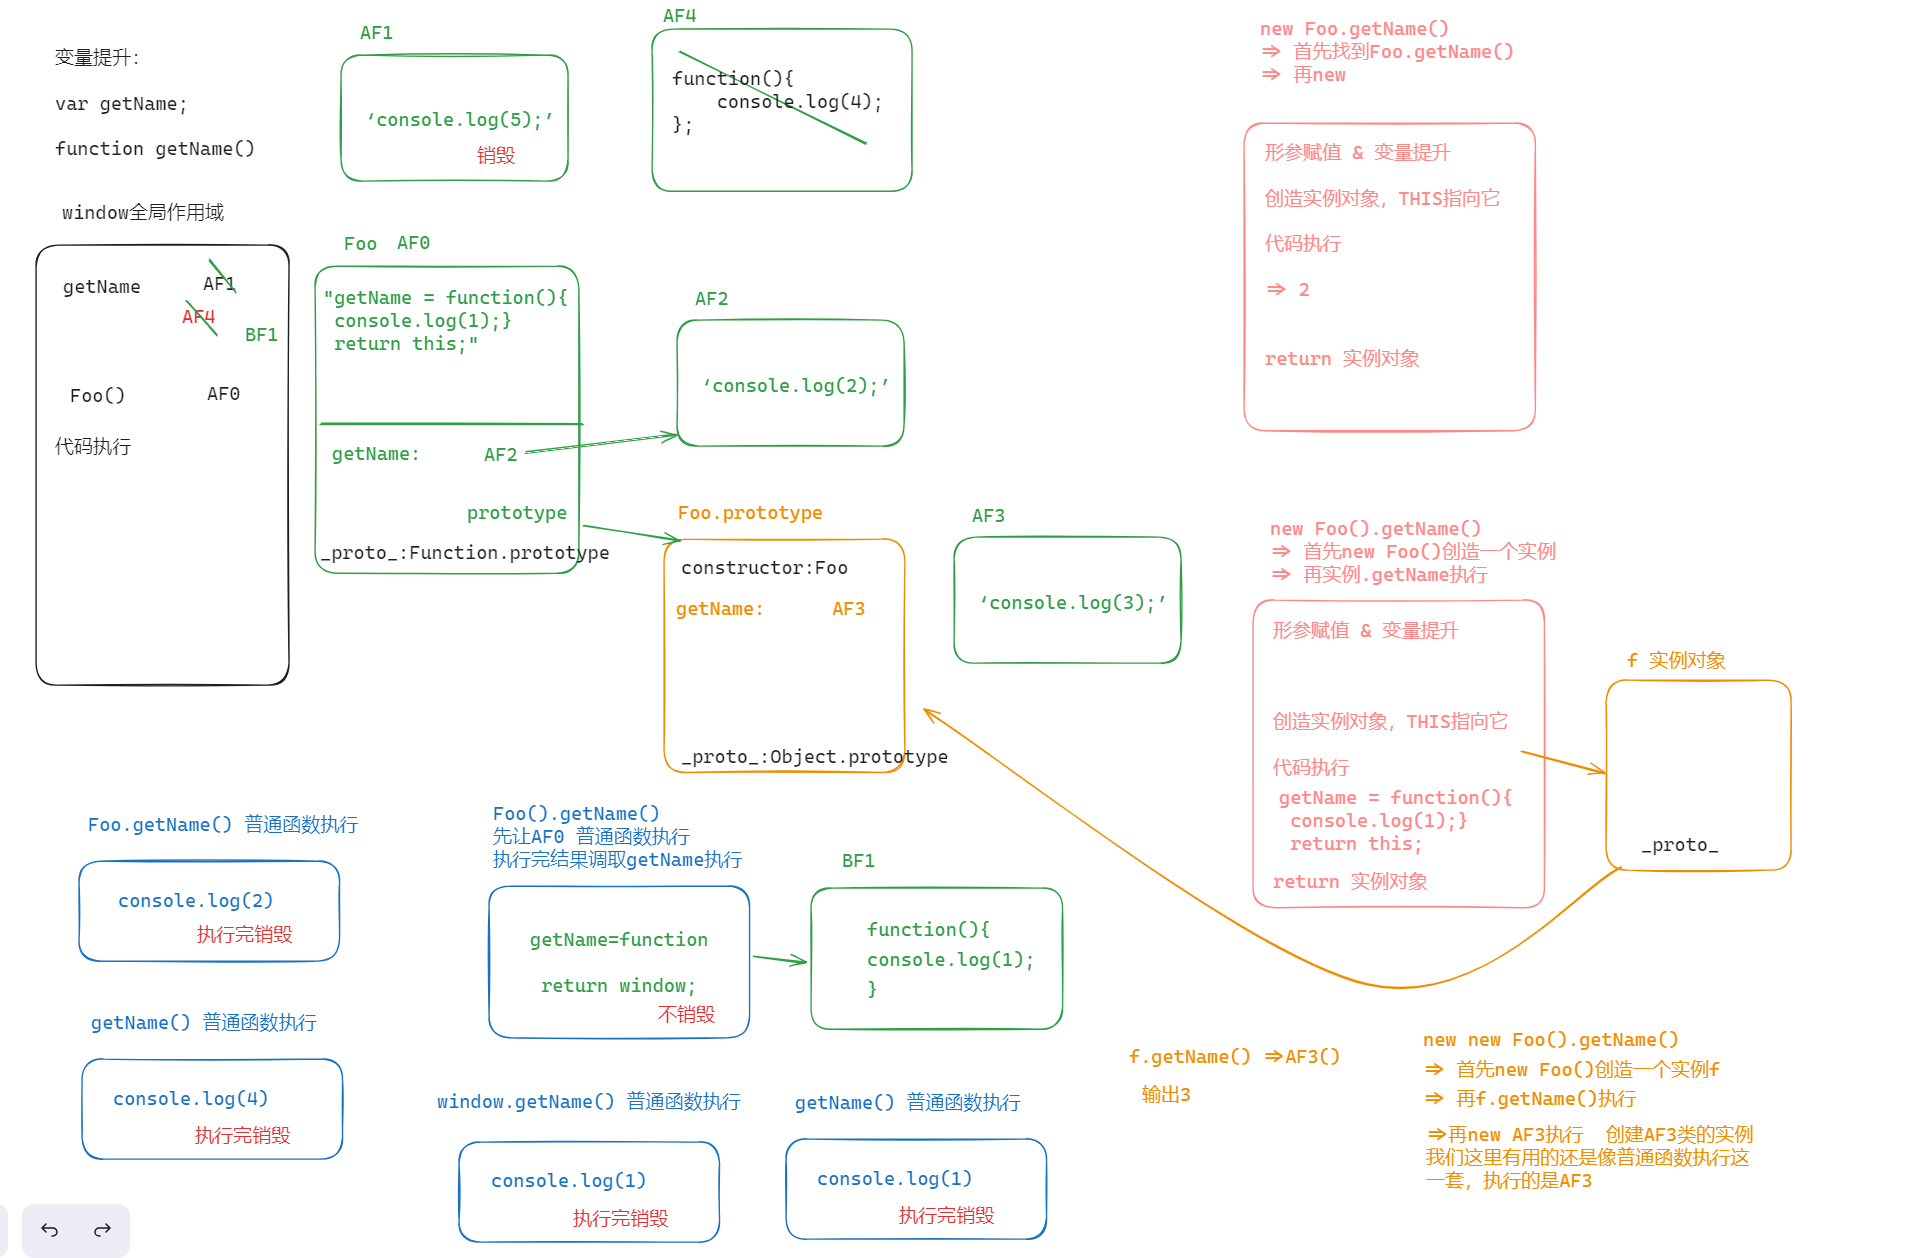 变量提升:
var getName;
function getName()
window全局作用域
getName
AF1
AF4
BF1
Foo()
AF0
代码执行
AF1
‘console.log(5);’
销毁
AF4
function(){
console.log(4);
};
Foo AF0
"getName = function(){
console.log(1);}
return this;"
getName:
AF2
prototype
_proto_:Function.prototype
AF2
‘console.log(2);’
Foo.prototype
constructor:Foo
getName:
AF3
_proto_:Object.prototype
AF3
‘console.log(3);’
new Foo.getName()
=> 首先找到Foo.getName()
=> 再new
形参赋值 & 变量提升
创造实例对象, THIS指向它
代码执行
=> 2
return 实例对象
new Foo().getName()
=> 首先new Foo()创造一个实例
=> 再实例.getName执行
形参赋值 & 变量提升
创造实例对象, THIS指向它
代码执行
getName = function(){
console.log(1);}
return this;
return 实例对象
f 实例对象
_proto_
Foo.getName() 普通函数执行
console.log(2)
执行完销毁
getName() 普通函数执行
console.log(4)
执行完销毁
Foo().getName()
先让AF0 普通函数执行
执行完结果调取getName执行
getName=function
return window;
不销毁
BF1
function(){
console.log(1);
}
window.getName() 普通函数执行
console.log(1)
执行完销毁
getName() 普通函数执行
console.log(1)
执行完销毁
f.getName() =>AF3()
输出3
new new Foo().getName()
=> 首先new Foo()创造一个实例f
=> 再f.getName()执行
=>再new AF3执行 创建AF3类的实例
我们这里有用的还是像普通函数执行这
一套, 执行的是AF3